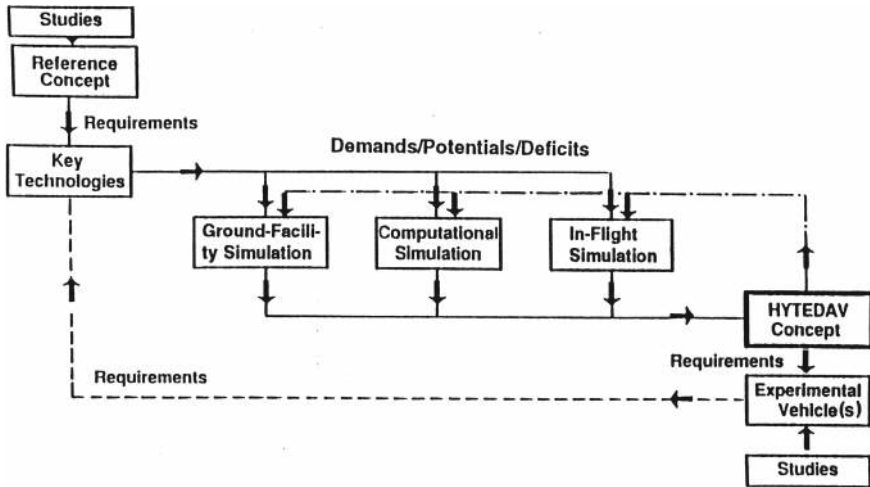 Studies
Reference
Concept
Requirements
Key
Technologies
Demands/Potentials/Deficits
Ground-Facili-
ty Simulation
Computational
Simulation
In-Flight
Simulation
HYTEDAV
Concept
Requirements
Requirements
Experimental
Vehicle(s)
Studies